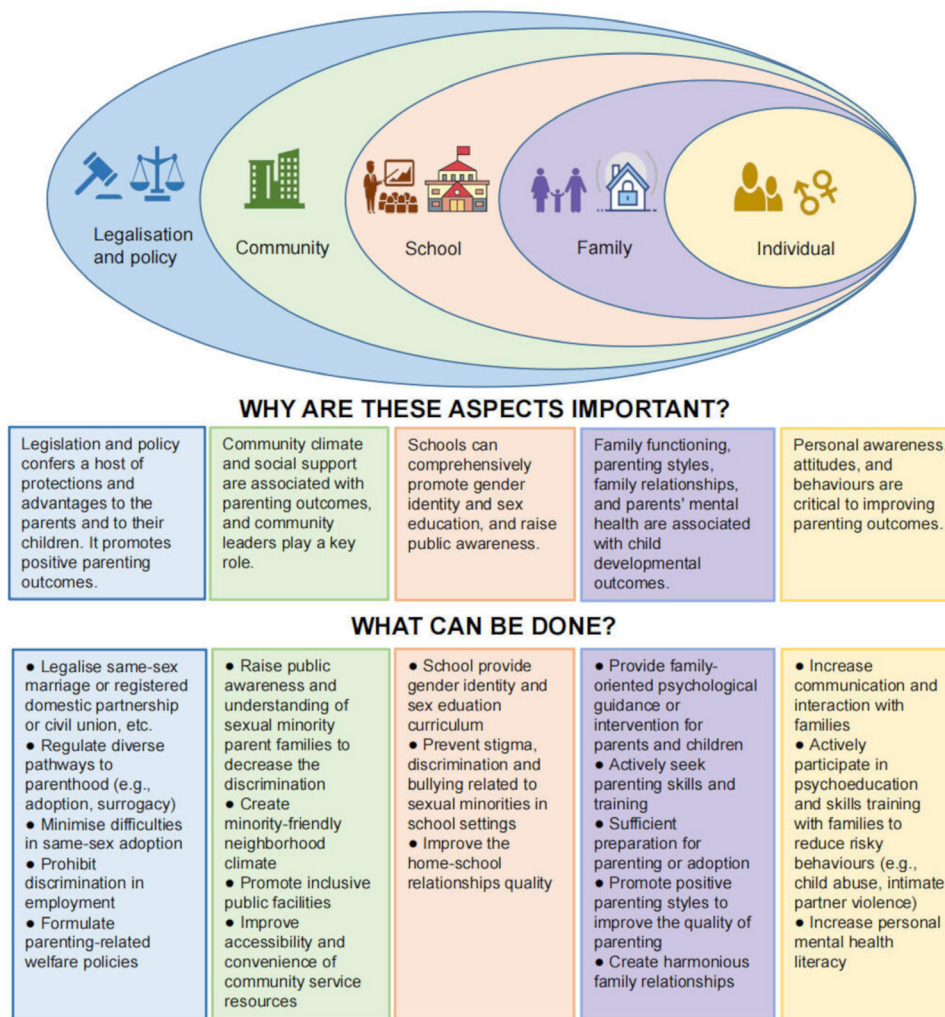 Legalisation
and policy
Community
School
Family
Individual
WHY ARE THESE ASPECTS IMPORTANT?
Legislation and policy
confers a host of
protections and
advantages to the
parents and to their
children. It promotes
positive parenting
outcomes.
Community climate
and social support
are associated with
parenting outcomes,
and community
leaders play a key
role.
Schools can
comprehensively
promote gender
identity and sex
education, and raise
public awareness.
Family functioning,
parenting styles,
family relationships,
and parents' mental
health are associated
with child
developmental
outcomes.
Personal awareness,
attitudes, and
behaviours are
critical to improving
parenting outcomes.
WHAT CAN BE DONE?
● Legalise same-sex
marriage or registered
domestic partnership
or civil union, etc.
● Regulate diverse
pathways to
parenthood (e.g.,
adoption, surrogacy)
● Minimise difficulties
in same-sex adoption
● Prohibit
discrimination in
employment
● Formulate
parenting-related
welfare policies
● Raise public
awareness and
understanding of
sexual minority
parent families to
decrease the
discrimination
● Create
minority-friendly
neighborhood
climate
● Promote inclusive
public facilities
● Improve
accessibility and
convenience of
community service
resources
● School provide
gender identity and
sex eduation
curriculum
● Prevent stigma,
discrimination and
bullying related to
sexual minorities in
school settings
● Improve the
home-school
relationships quality
● Provide family-
oriented psychological
guidance or
intervention for
parents and children
● Actively seek
parenting skills and
training
● Sufficient
preparation for
parenting or adoption
● Promote positive
parenting styles to
improve the quality of
parenting
● Create harmonious
family relationships
● Increase
communication and
interaction with
families
● Actively
participate in
psychoeducation
and skills training
with families to
reduce risky
behaviours (e.g.,
child abuse, intimate
partner violence)
● Increase personal
mental health
literacy